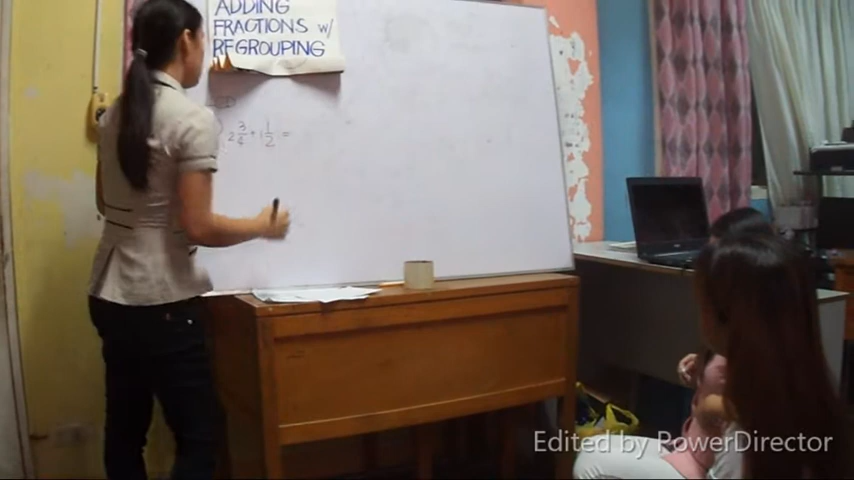 ADDING
FRACTIONS w/
REGROUPING
2 3/4 + 1 1/2 =
Edited by PowerDirector